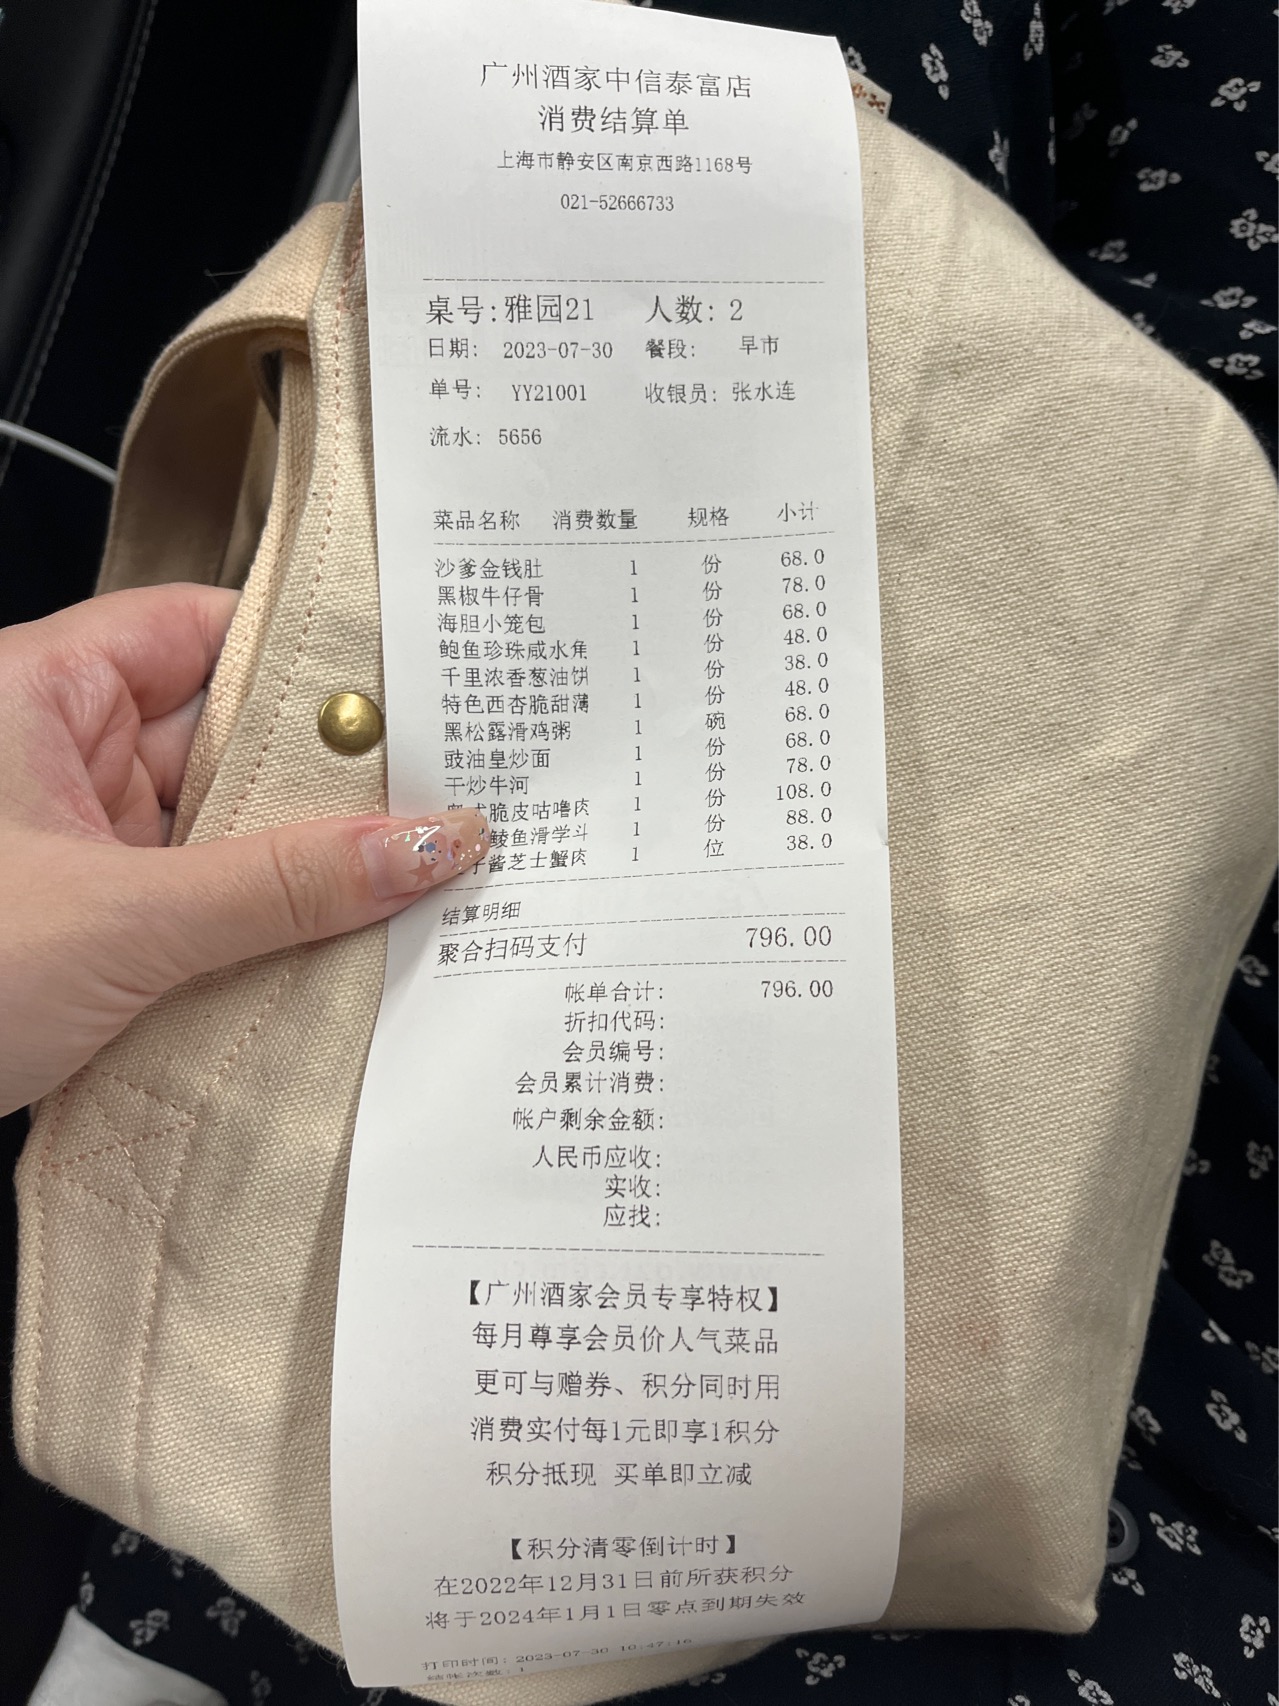 广州酒家中信泰富店
消费结算单
上海市静安区南京西路1168号
021-52666733
桌号:雅园21 人数: 2
日期: 2023-07-30 餐段: 早市
单号: YY21001 收银员: 张水连
流水: 5656
菜品名称 消费数量 规格 小计
沙爹金钱肚 1 份 68.0
黑椒牛仔骨 1 份 78.0
海胆小笼包 1 份 68.0
鲍鱼珍珠咸水角 1 份 48.0
千里浓香葱油饼 1 份 38.0
特色西杏脆甜薄 1 份 48.0
黑松露滑鸡粥 1 碗 68.0
豉油皇炒面 1 份 68.0
干炒牛河 1 份 78.0
脆皮咕噜肉 1 份 108.0
鲮鱼滑学斗 1 份 88.0
酱芝士蟹肉 1 位 38.0
结算明细
聚合扫码支付 796.00
帐单合计: 796.00
折扣代码:
会员编号:
会员累计消费:
帐户剩余金额:
人民币应收:
实收:
应找:
【广州酒家会员专享特权】
每月尊享会员价人气菜品
更可与赠券、积分同时用
消费实付每1元即享1积分
积分抵现 买单即立减
【积分清零倒计时】
在2022年12月31日前所获积分
将于2024年1月1日零点到期失效
打印时间: 2023-07-30 10:47:16